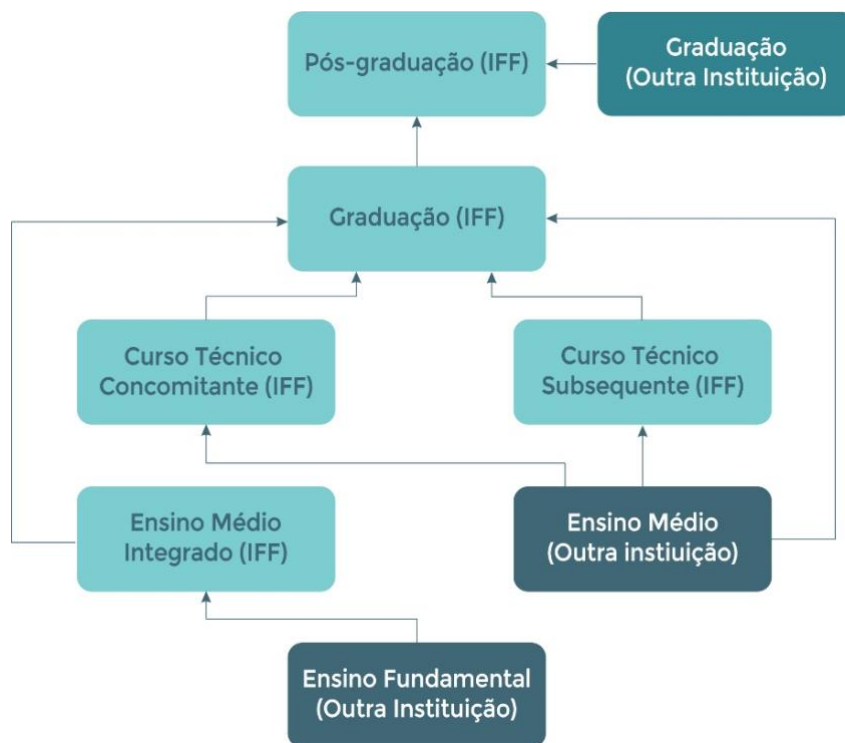 Pós-graduação (IFF)
Graduação
(Outra Instituição)
Graduação (IFF)
Curso Técnico
Concomitante (IFF)
Curso Técnico
Subsequente (IFF)
Ensino Médio
Integrado (IFF)
Ensino Médio
(Outra instiuição)
Ensino Fundamental
(Outra Instituição)